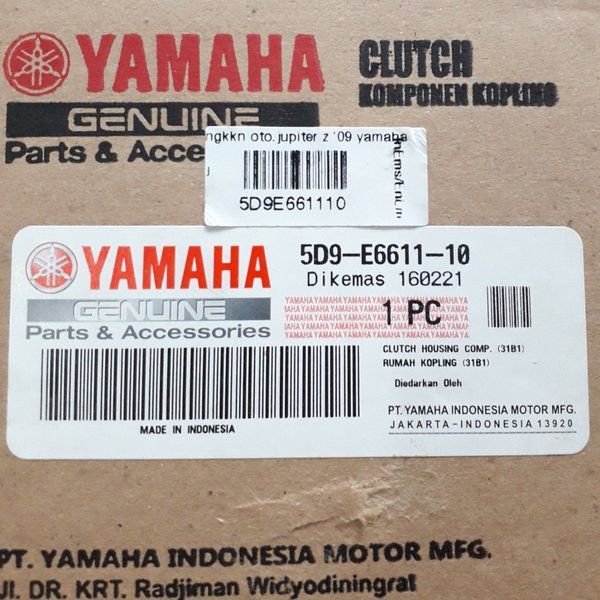 YAMAHA
CLUTCH
KOMPONEN KOPLING
GENUINE
Parts & Acce
ngkkn oto.jupiter z '09 yamaha
5D9E661110
YAMAHA
GENUINE
Parts & Accessories
5D9-E6611-10
Dikemas 160221
1 PC
CLUTCH HOUSING COMP. (31B1)
RUMAH KOPLING (31B1)
Diedarkan Oleh
MADE IN INDONESIA
PT. YAMAHA INDONESIA MOTOR MFG.
JAKARTA-INDONESIA 13920
PT. YAMAHA INDONESIA MOTOR MFG.
Jl. DR. KRT. Radjiman Widyodiningrat